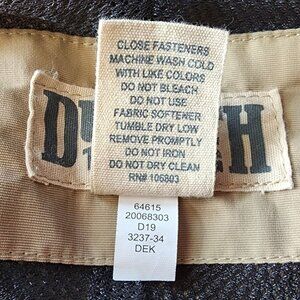 CLOSE FASTENERS
MACHINE WASH COLD
WITH LIKE COLORS
DO NOT BLEACH
DO NOT USE
FABRIC SOFTENER
TUMBLE DRY LOW
REMOVE PROMPTLY
DO NOT IRON
DO NOT DRY CLEAN
RN# 106803
64615
20068303
D19
3237-34
DEK